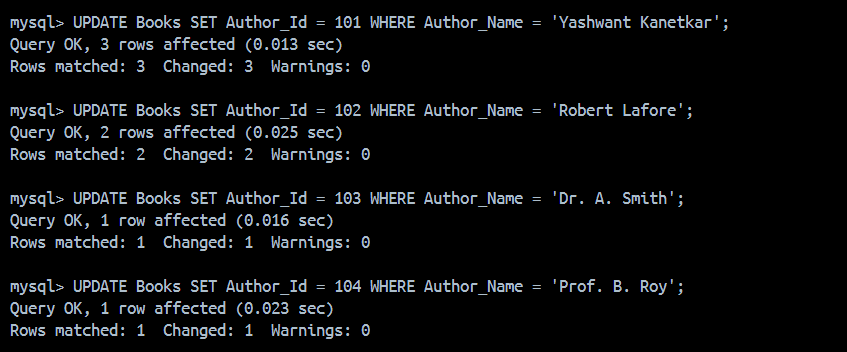 mysql> UPDATE Books SET Author_Id = 101 WHERE Author_Name = 'Yashwant Kanetkar';
Query OK, 3 rows affected (0.013 sec)
Rows matched: 3  Changed: 3  Warnings: 0
mysql> UPDATE Books SET Author_Id = 102 WHERE Author_Name = 'Robert Lafore';
Query OK, 2 rows affected (0.025 sec)
Rows matched: 2  Changed: 2  Warnings: 0
mysql> UPDATE Books SET Author_Id = 103 WHERE Author_Name = 'Dr. A. Smith';
Query OK, 1 row affected (0.016 sec)
Rows matched: 1  Changed: 1  Warnings: 0
mysql> UPDATE Books SET Author_Id = 104 WHERE Author_Name = 'Prof. B. Roy';
Query OK, 1 row affected (0.023 sec)
Rows matched: 1  Changed: 1  Warnings: 0